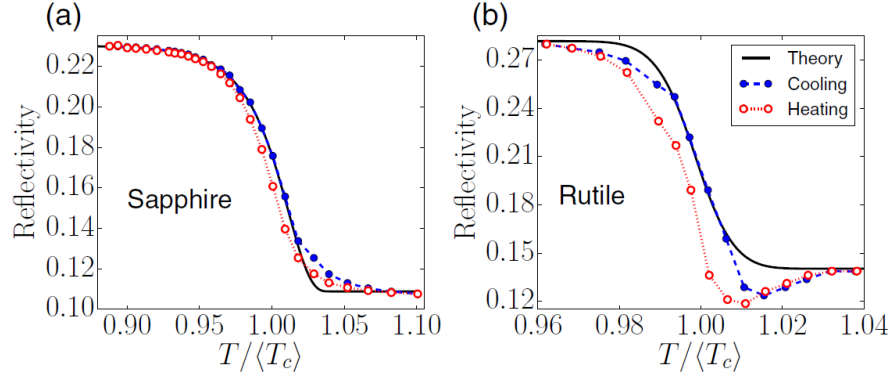 (a)
Reflectivity
0.22
0.20
0.18
0.16
0.14
0.12
0.10
Sapphire
0.90 0.95 1.00 1.05 1.10
T/⟨T_c⟩
(b)
Reflectivity
0.27
0.24
0.21
0.18
0.15
0.12
Theory
Cooling
Heating
Rutile
0.96 0.98 1.00 1.02 1.04
T/⟨T_c⟩